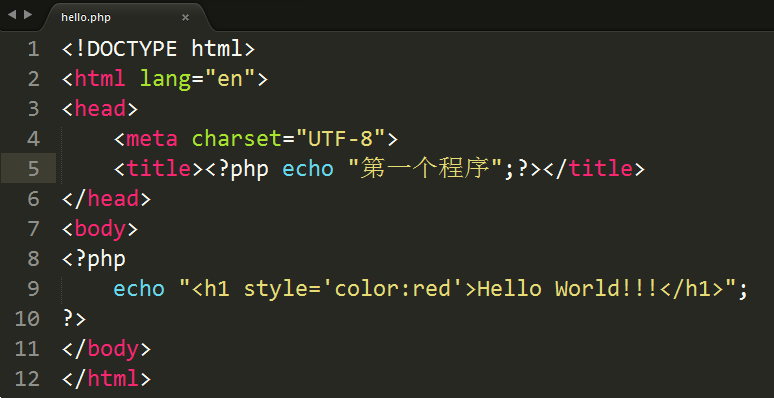 hello.php ×
1 <!DOCTYPE html>
2 <html lang="en">
3 <head>
4     <meta charset="UTF-8">
5     <title><?php echo "第一个程序";?></title>
6 </head>
7 <body>
8 <?php
9     echo "<h1 style='color:red'>Hello World!!!</h1>";
10 ?>
11 </body>
12 </html>